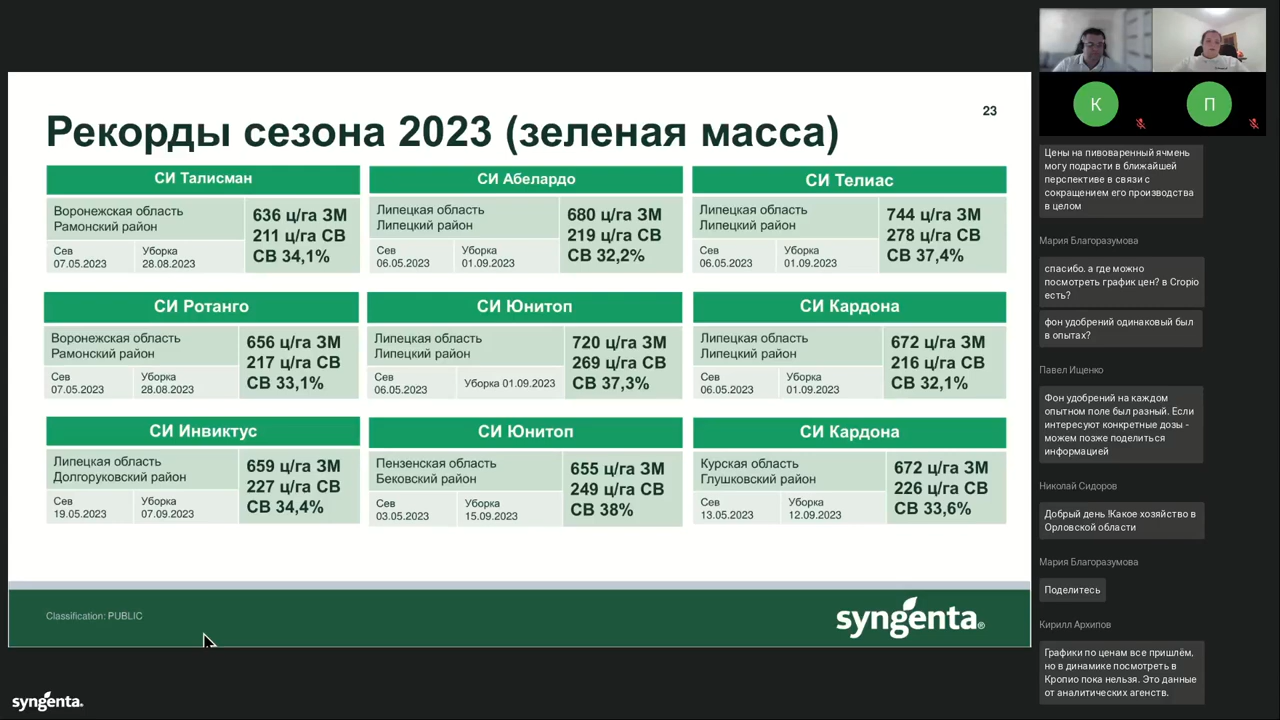 23
Рекорды сезона 2023 (зеленая масса)
СИ Талисман
Воронежская область
Рамонский район
Сев
07.05.2023
Уборка
28.08.2023
636 ц/га ЗМ
211 ц/га СВ
СВ 34,1%
СИ Абелардо
Липецкая область
Липецкий район
Сев
06.05.2023
Уборка
01.09.2023
680 ц/га ЗМ
219 ц/га СВ
СВ 32,2%
СИ Телиас
Липецкая область
Липецкий район
Сев
06.05.2023
Уборка
01.09.2023
744 ц/га ЗМ
278 ц/га СВ
СВ 37,4%
СИ Ротанго
Воронежская область
Рамонский район
Сев
07.05.2023
Уборка
28.08.2023
656 ц/га ЗМ
217 ц/га СВ
СВ 33,1%
СИ Юнитоп
Липецкая область
Липецкий район
Сев
06.05.2023
Уборка 01.09.2023
720 ц/га ЗМ
269 ц/га СВ
СВ 37,3%
СИ Кардона
Липецкая область
Липецкий район
Сев
06.05.2023
Уборка
01.09.2023
672 ц/га ЗМ
216 ц/га СВ
СВ 32,1%
СИ Инвиктус
Липецкая область
Долгоруковский район
Сев
19.05.2023
Уборка
07.09.2023
659 ц/га ЗМ
227 ц/га СВ
СВ 34,4%
СИ Юнитоп
Пензенская область
Бековский район
Сев
03.05.2023
Уборка
15.09.2023
655 ц/га ЗМ
249 ц/га СВ
СВ 38%
СИ Кардона
Курская область
Глушковский район
Сев
13.05.2023
Уборка
12.09.2023
672 ц/га ЗМ
226 ц/га СВ
СВ 33,6%
Classification: PUBLIC
syngenta®
syngenta.
К
П
Цены на пивоваренный ячмень
могу подрасти в ближайшей
перспективе в связи с
сокращением его производства
в целом
Мария Благоразумова
спасибо. а где можно
посмотреть график цен? в Cropio
есть?
фон удобрений одинаковый был
в опытах?
Павел Ищенко
Фон удобрений на каждом
опытном поле был разный. Если
интересуют конкретные дозы -
можем позже поделиться
информацией
Николай Сидоров
Добрый день !Какое хозяйство в
Орловской области
Мария Благоразумова
Поделитесь
Кирилл Архипов
Графики по ценам все пришлём,
но в динамике посмотреть в
Кропио пока нельзя. Это данные
от аналитических агенств.